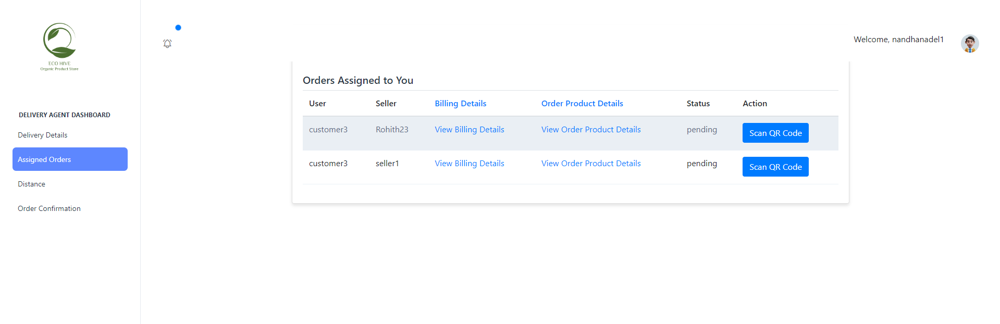 ECO HIVE
Organic Product Store
Welcome, nandhanadel1
DELIVERY AGENT DASHBOARD
Delivery Details
Assigned Orders
Distance
Order Confirmation
Orders Assigned to You
User Seller Billing Details Order Product Details Status Action
customer3 Rohith23 View Billing Details View Order Product Details pending Scan QR Code
customer3 seller1 View Billing Details View Order Product Details pending Scan QR Code